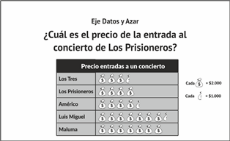 Eje Datos y Azar
¿Cuál es el precio de la entrada al
concierto de Los Prisioneros?
Precio entradas a un concierto
Los Tres
Los Prisioneros
Américo
Luis Miguel
Maluma
Cada $ = $2.000
Cada = $1.000